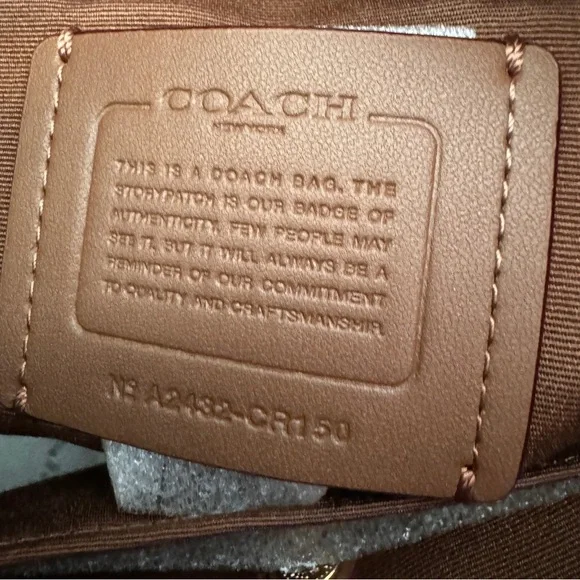 COACH
NEW YORK
THIS IS A COACH BAG. THE
STORYPATCH IS OUR BADGE OF
AUTHENTICITY. FEW PEOPLE MAY
SEE IT, BUT IT WILL ALWAYS BE A
REMINDER OF OUR COMMITMENT
TO QUALITY AND CRAFTSMANSHIP.
Nº A2432-CR150